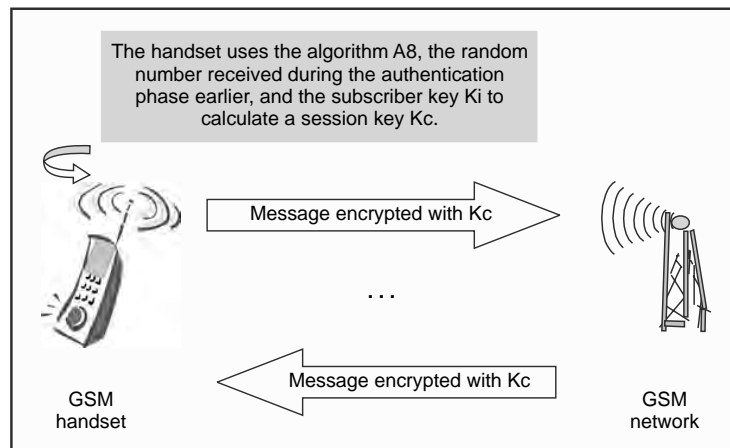 The handset uses the algorithm A8, the random
number received during the authentication
phase earlier, and the subscriber key Ki to
calculate a session key Kc.
Message encrypted with Kc
...
Message encrypted with Kc
GSM
handset
GSM
network